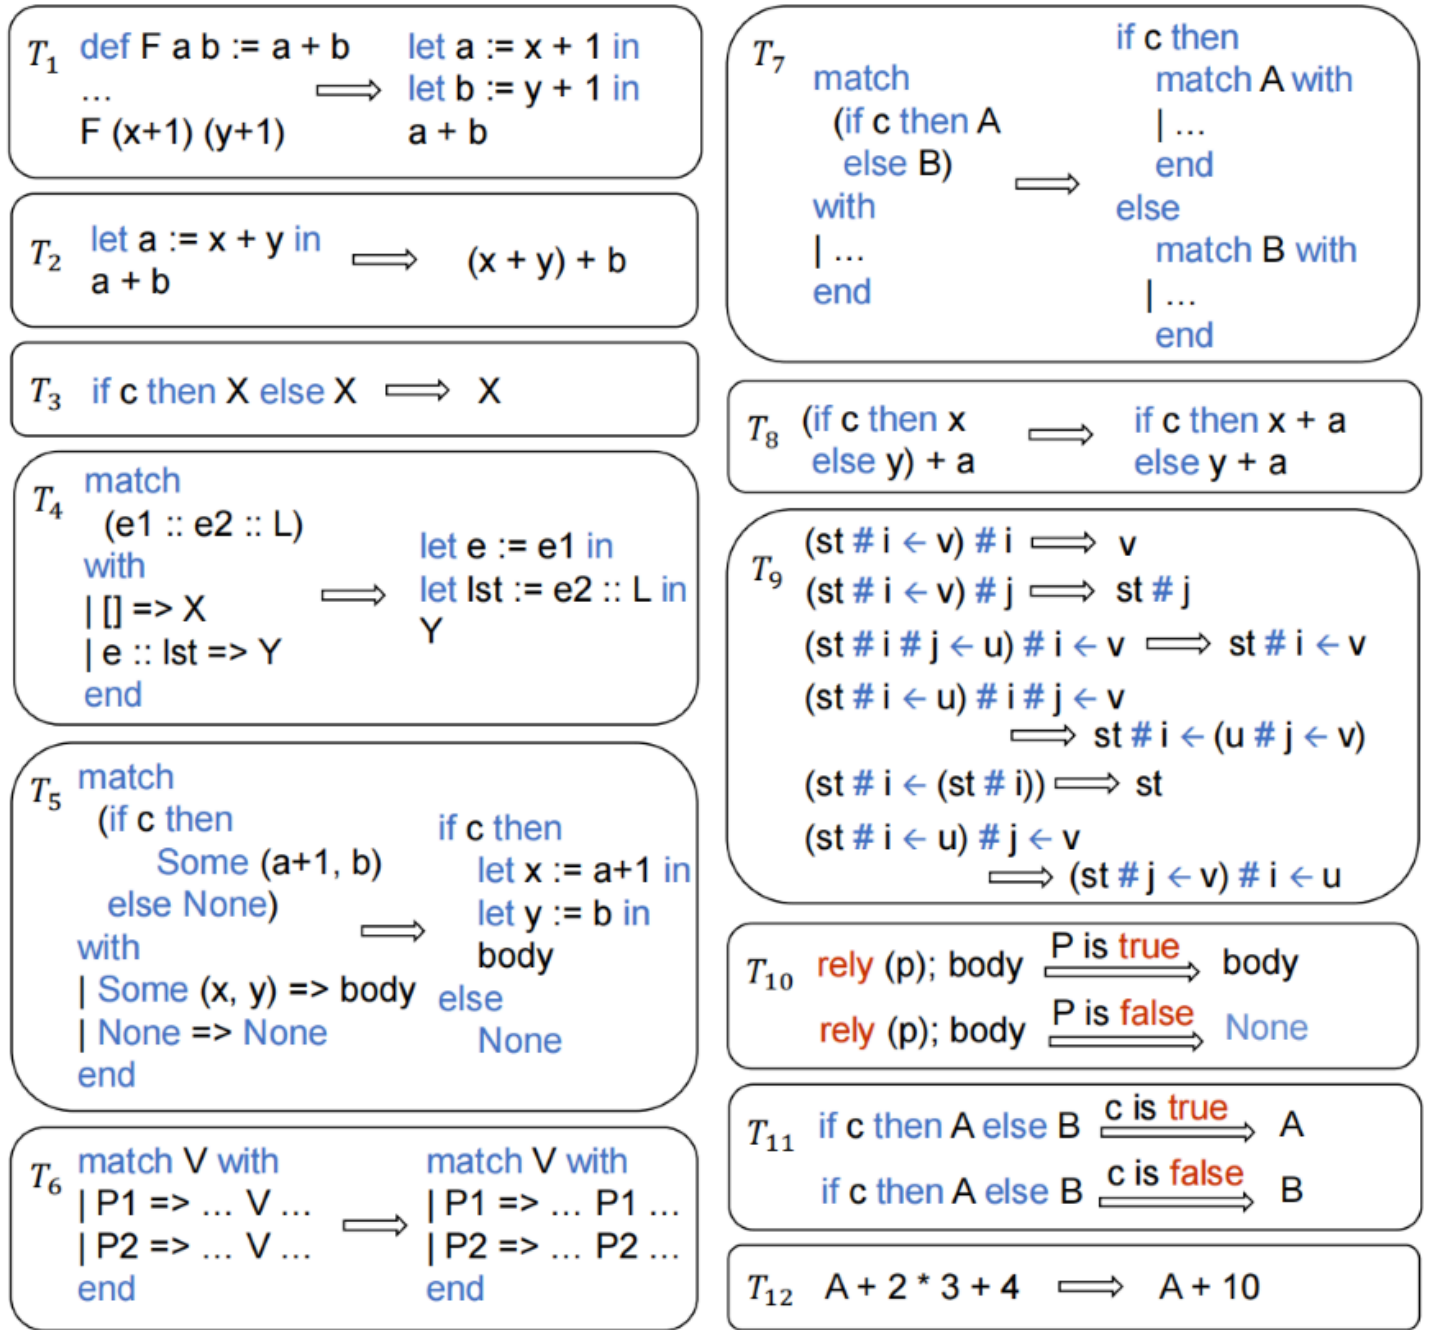 T1 def F a b := a + b
...
F (x+1) (y+1)
⟹
let a := x + 1 in
let b := y + 1 in
a + b
T2 let a := x + y in
a + b
⟹ (x + y) + b
T3 if c then X else X ⟹ X
T4 match
(e1 :: e2 :: L)
with
| [] => X
| e :: lst => Y
end
⟹
let e := e1 in
let lst := e2 :: L in
Y
T5 match
(if c then
Some (a+1, b)
else None)
with
| Some (x, y) => body
| None => None
end
⟹
if c then
let x := a+1 in
let y := b in
body
else
None
T6 match V with
| P1 => ... V ...
| P2 => ... V ...
end
⟹
match V with
| P1 => ... P1 ...
| P2 => ... P2 ...
end
T7 match
(if c then A
else B)
with
| ...
end
⟹
if c then
match A with
| ...
end
else
match B with
| ...
end
T8 (if c then x
else y) + a
⟹
if c then x + a
else y + a
T9 (st # i ← v) # i ⟹ v
(st # i ← v) # j ⟹ st # j
(st # i # j ← u) # i ← v ⟹ st # i ← v
(st # i ← u) # i # j ← v
⟹ st # i ← (u # j ← v)
(st # i ← (st # i)) ⟹ st
(st # i ← u) # j ← v
⟹ (st # j ← v) # i ← u
T10 rely (p); body P is true ⟹ body
rely (p); body P is false ⟹ None
T11 if c then A else B c is true ⟹ A
if c then A else B c is false ⟹ B
T12 A + 2 * 3 + 4 ⟹ A + 10